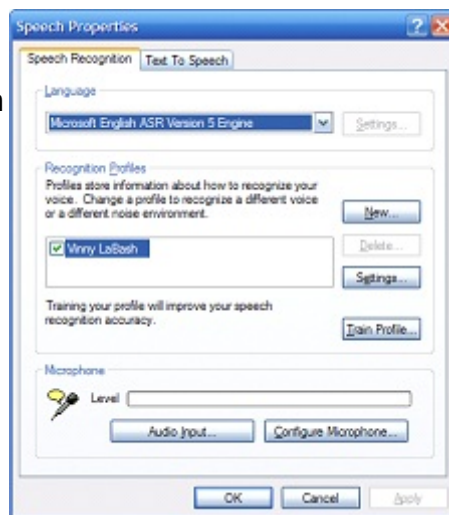 Speech Properties
Speech Recognition Text To Speech
Language
Microsoft English ASR Version 5 Engine Settings...
Recognition Profiles
Profiles store information about how to recognize your
voice. Change a profile to recognize a different voice
or a different noise environment.
New...
Delete...
Vinny LaBash
Settings...
Training your profile will improve your speech
recognition accuracy.
Train Profile...
Microphone
Level
Audio Input... Configure Microphone...
OK Cancel Apply